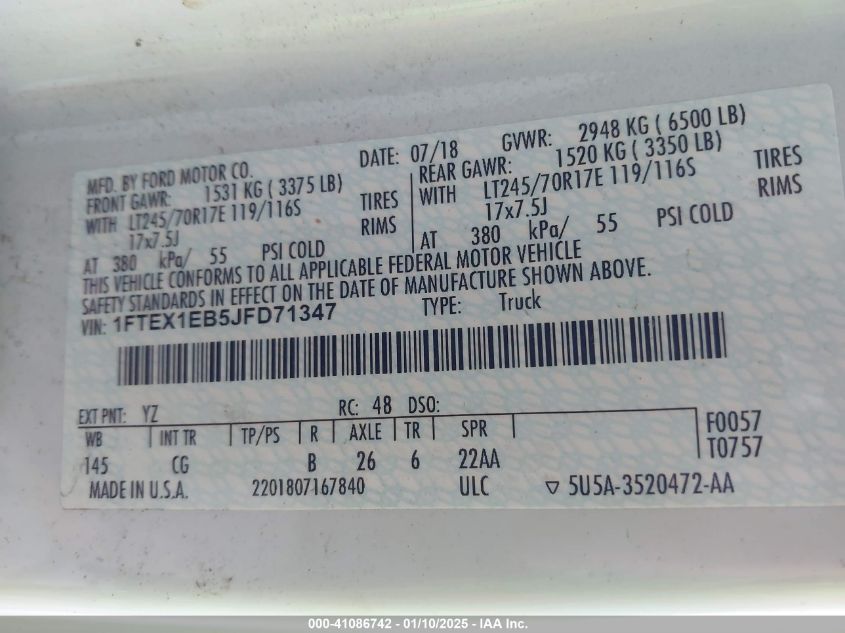 MFD. BY FORD MOTOR CO.
DATE: 07/18
GVWR: 2948 KG ( 6500 LB)
FRONT GAWR: 1531 KG ( 3375 LB)
REAR GAWR: 1520 KG ( 3350 LB)
WITH LT245/70R17E 119/116S TIRES
WITH LT245/70R17E 119/116S TIRES
17x7.5J RIMS
17x7.5J RIMS
AT 380 kPa/ 55 PSI COLD
AT 380 kPa/ 55 PSI COLD
THIS VEHICLE CONFORMS TO ALL APPLICABLE FEDERAL MOTOR VEHICLE
SAFETY STANDARDS IN EFFECT ON THE DATE OF MANUFACTURE SHOWN ABOVE.
VIN: 1FTEX1EB5JFD71347
TYPE: Truck
EXT PNT: YZ RC: 48 DSO:
WB INT TR TP/PS R AXLE TR SPR
145 CG B 26 6 22AA
F0057
T0757
MADE IN U.S.A. 2201807167840 ULC ▽ 5U5A-3520472-AA
000-41086742 — 01/10/2025 — IAA Inc.